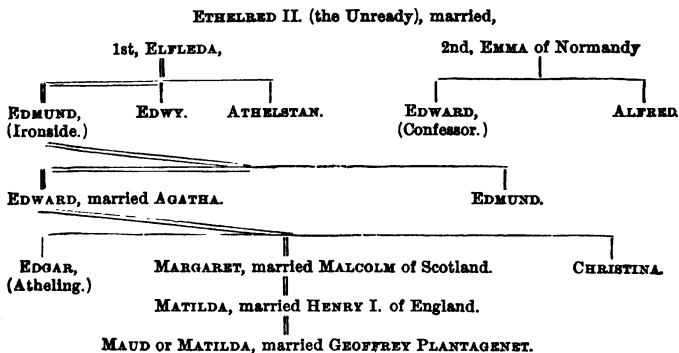 ETHELRED II. (the Unready), married,
1st, ELFLEDA, 2nd, EMMA of Normandy
EDMUND, EDWY. ATHELSTAN. EDWARD, ALFRED.
(Ironside.) (Confessor.)
EDWARD, married AGATHA. EDMUND.
EDGAR, MARGARET, married MALCOLM of Scotland. CHRISTINA.
(Atheling.)
MATILDA, married HENRY I. of England.
MAUD or MATILDA, married GEOFFREY PLANTAGENET.